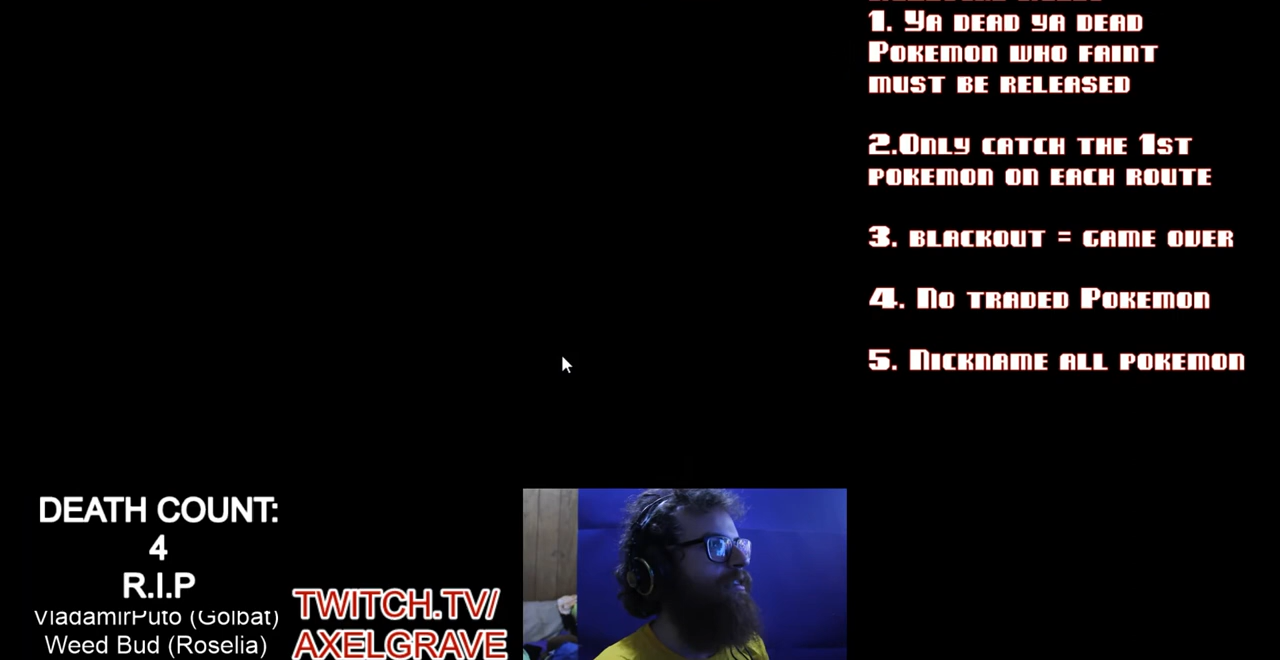 1. Ya dead ya dead
Pokemon who faint
must be released
2.Only catch the 1st
pokemon on each route
3. blackout = game over
4. No traded Pokemon
5. Nickname all pokemon
DEATH COUNT:
4
R.I.P
VladamirPuto (Golbat)
Weed Bud (Roselia)
TWITCH.TV/
AXELGRAVE